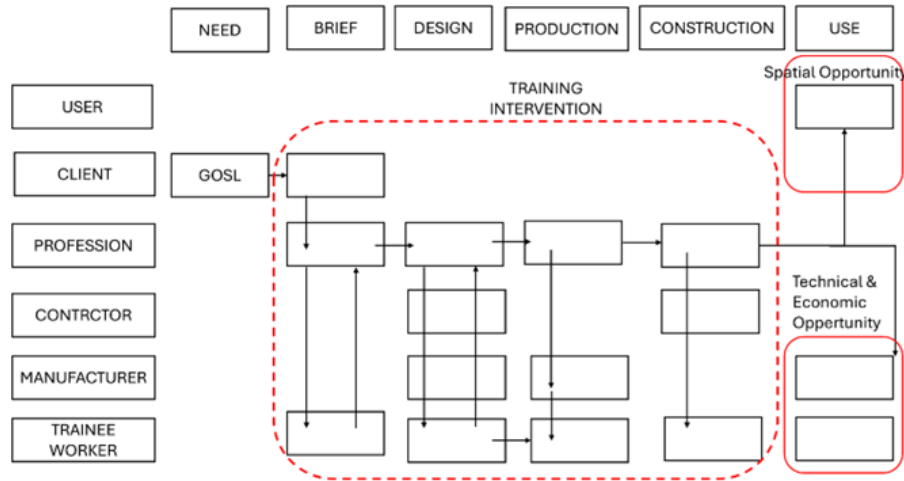 NEED
BRIEF
DESIGN
PRODUCTION
CONSTRUCTION
USE
Spatial Opportunity
TRAINING
INTERVENTION
USER
CLIENT
GOSL
PROFESSION
CONTRCTOR
Technical &
Economic
Oppertunity
MANUFACTURER
TRAINEE
WORKER